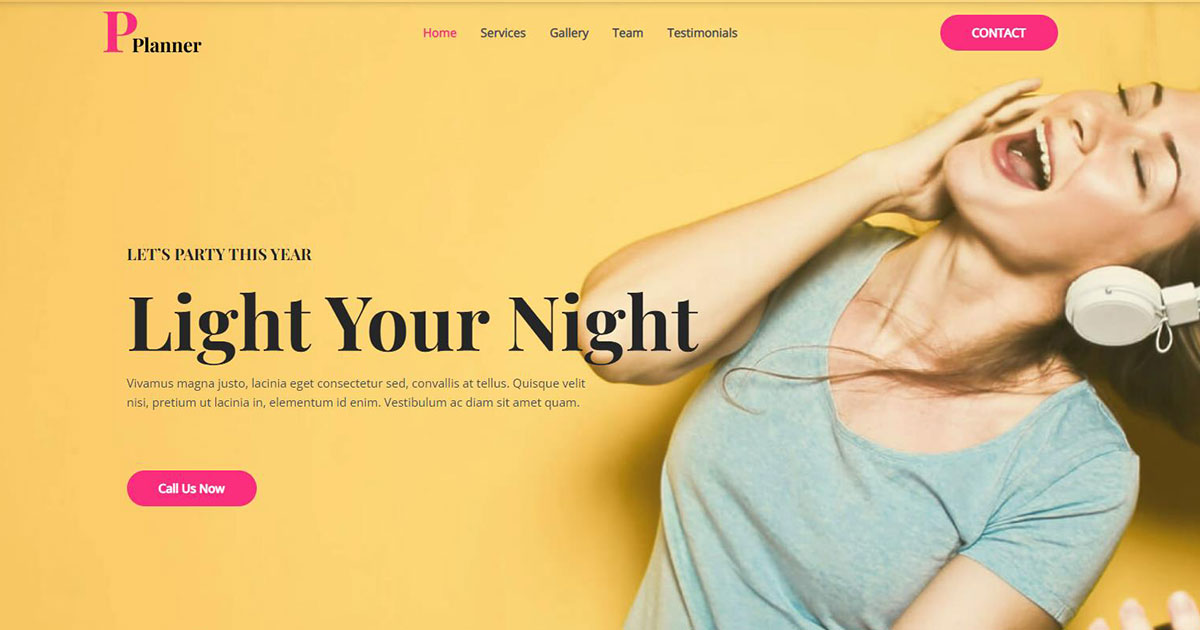 P Planner
Home Services Gallery Team Testimonials
CONTACT
LET’S PARTY THIS YEAR
Light Your Night
Vivamus magna justo, lacinia eget consectetur sed, convallis at tellus. Quisque velit
nisi, pretium ut lacinia in, elementum id enim. Vestibulum ac diam sit amet quam.
Call Us Now